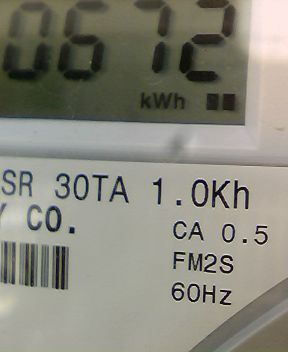 0672
kWh
SR 30TA 1.0Kh
Y CO.
CA 0.5
FM2S
60Hz